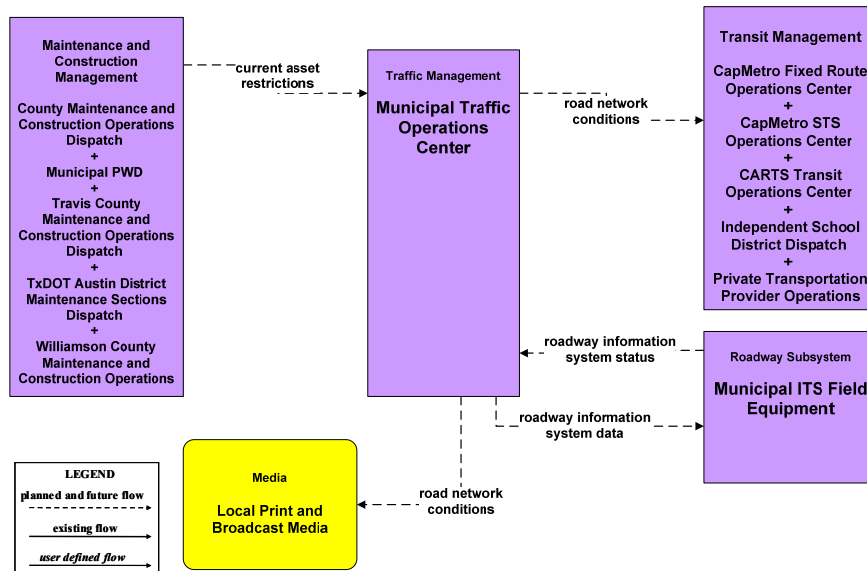 Maintenance and
Construction
Management
County Maintenance and
Construction Operations
Dispatch
+
Municipal PWD
+
Travis County
Maintenance and
Construction Operations
Dispatch
+
TxDOT Austin District
Maintenance Sections
Dispatch
+
Williamson County
Maintenance and
Construction Operations
current asset
restrictions
Traffic Management
Municipal Traffic
Operations
Center
road network
conditions
Transit Management
CapMetro Fixed Route
Operations Center
+
CapMetro STS
Operations Center
+
CARTS Transit
Operations Center
+
Independent School
District Dispatch
+
Private Transportation
Provider Operations
roadway information
system status
Roadway Subsystem
Municipal ITS Field
Equipment
roadway information
system data
Media
Local Print and
Broadcast Media
road network
conditions
LEGEND
planned and future flow
existing flow
user defined flow